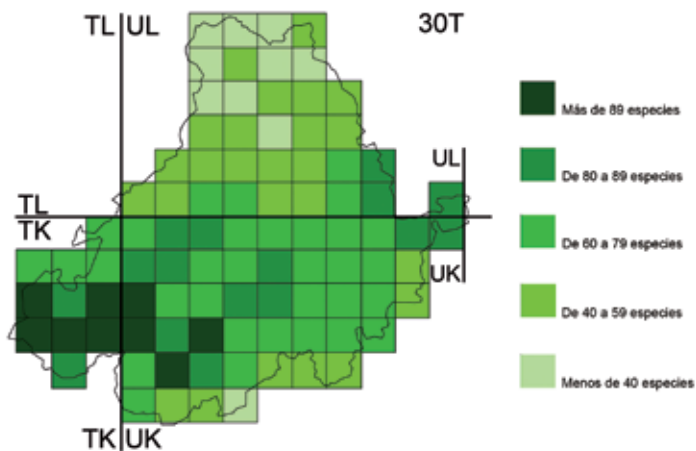 TL UL
30T
Más de 89 especies
UL
De 80 a 89 especies
TL
TK
De 60 a 79 especies
UK
De 40 a 59 especies
Menos de 40 especies
TK UK